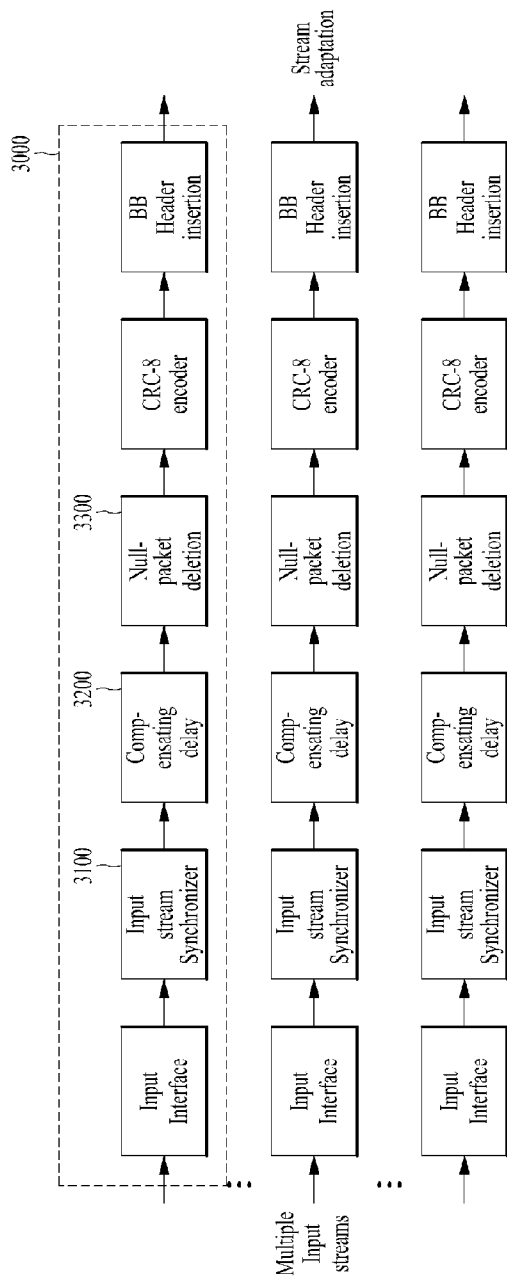 3000
3100
3200
3300
Input
Interface
Input
stream
Synchronizer
Comp-
ensating
delay
Null-
packet
deletion
CRC-8
encoder
BB
Header
insertion
Multiple
Input
streams
Input
Interface
Input
stream
Synchronizer
Comp-
ensating
delay
Null-
packet
deletion
CRC-8
encoder
BB
Header
insertion
Stream
adaptation
Input
Interface
Input
stream
Synchronizer
Comp-
ensating
delay
Null-
packet
deletion
CRC-8
encoder
BB
Header
insertion